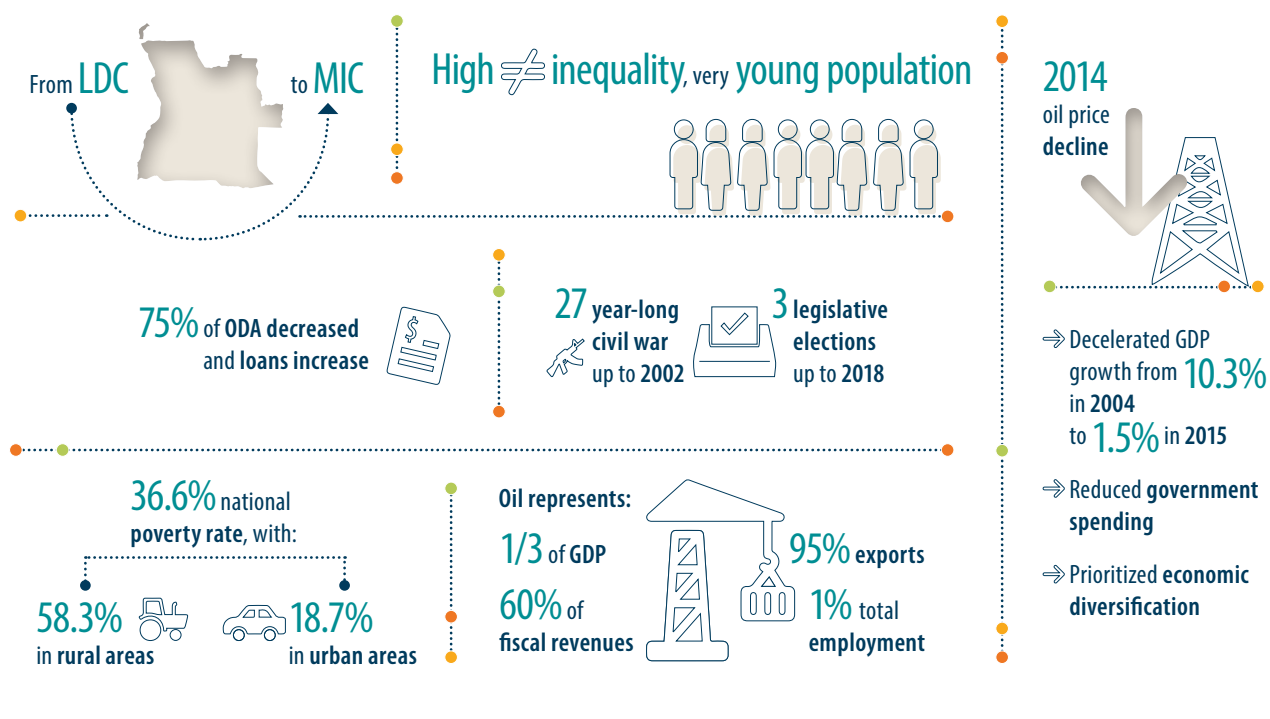 From LDC
to MIC
High ≠ inequality, very young population
2014
oil price
decline
75% of ODA decreased
and loans increase
27 year-long
civil war
up to 2002
3 legislative
elections
up to 2018
Decelerated GDP
growth from 10.3%
in 2004
to 1.5% in 2015
Reduced government
spending
Prioritized economic
diversification
36.6% national
poverty rate, with:
58.3%
in rural areas
18.7%
in urban areas
Oil represents:
1/3 of GDP
60% of
fiscal revenues
95% exports
1% total
employment